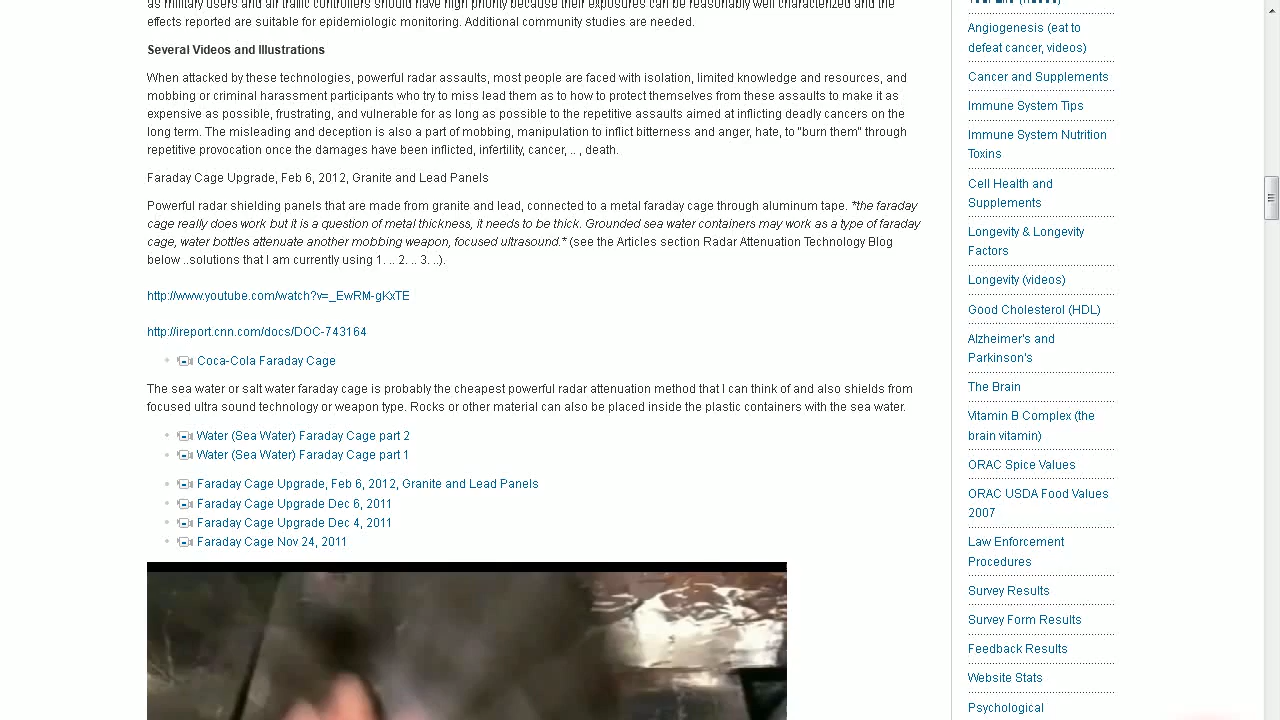 as military users and air traffic controllers should have high priority because their exposures can be reasonably well characterized and the
effects reported are suitable for epidemiologic monitoring. Additional community studies are needed.
Several Videos and Illustrations
When attacked by these technologies, powerful radar assaults, most people are faced with isolation, limited knowledge and resources, and
mobbing or criminal harassment participants who try to miss lead them as to how to protect themselves from these assaults to make it as
expensive as possible, frustrating, and vulnerable for as long as possible to the repetitive assaults aimed at inflicting deadly cancers on the
long term. The misleading and deception is also a part of mobbing, manipulation to inflict bitterness and anger, hate, to "burn them" through
repetitive provocation once the damages have been inflicted, infertility, cancer, .. , death.
Faraday Cage Upgrade, Feb 6, 2012, Granite and Lead Panels
Powerful radar shielding panels that are made from granite and lead, connected to a metal faraday cage through aluminum tape. *the faraday
cage really does work but it is a question of metal thickness, it needs to be thick. Grounded sea water containers may work as a type of faraday
cage, water bottles attenuate another mobbing weapon, focused ultrasound.* (see the Articles section Radar Attenuation Technology Blog
below ..solutions that I am currently using 1. .. 2. .. 3. ..).
http://www.youtube.com/watch?v=_EwRM-gKxTE
http://ireport.cnn.com/docs/DOC-743164
Coca-Cola Faraday Cage
The sea water or salt water faraday cage is probably the cheapest powerful radar attenuation method that I can think of and also shields from
focused ultra sound technology or weapon type. Rocks or other material can also be placed inside the plastic containers with the sea water.
Water (Sea Water) Faraday Cage part 2
Water (Sea Water) Faraday Cage part 1
Faraday Cage Upgrade, Feb 6, 2012, Granite and Lead Panels
Faraday Cage Upgrade Dec 6, 2011
Faraday Cage Upgrade Dec 4, 2011
Faraday Cage Nov 24, 2011
Angiogenesis (eat to
defeat cancer, videos)
Cancer and Supplements
Immune System Tips
Immune System Nutrition
Toxins
Cell Health and
Supplements
Longevity & Longevity
Factors
Longevity (videos)
Good Cholesterol (HDL)
Alzheimer's and
Parkinson's
The Brain
Vitamin B Complex (the
brain vitamin)
ORAC Spice Values
ORAC USDA Food Values
2007
Law Enforcement
Procedures
Survey Results
Survey Form Results
Feedback Results
Website Stats
Psychological